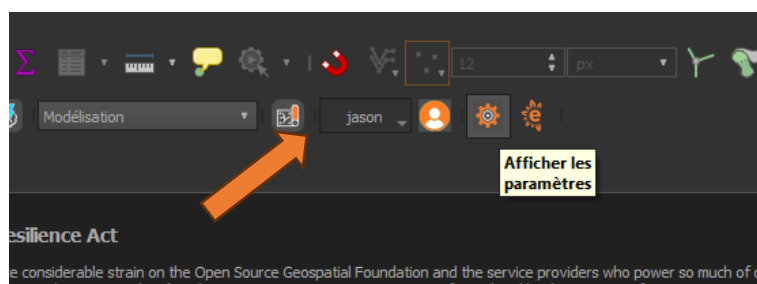 12
px
Modélisation
jason
Afficher les
paramètres
esilience Act
e considerable strain on the Open Source Geospatial Foundation and the service providers who power so much of